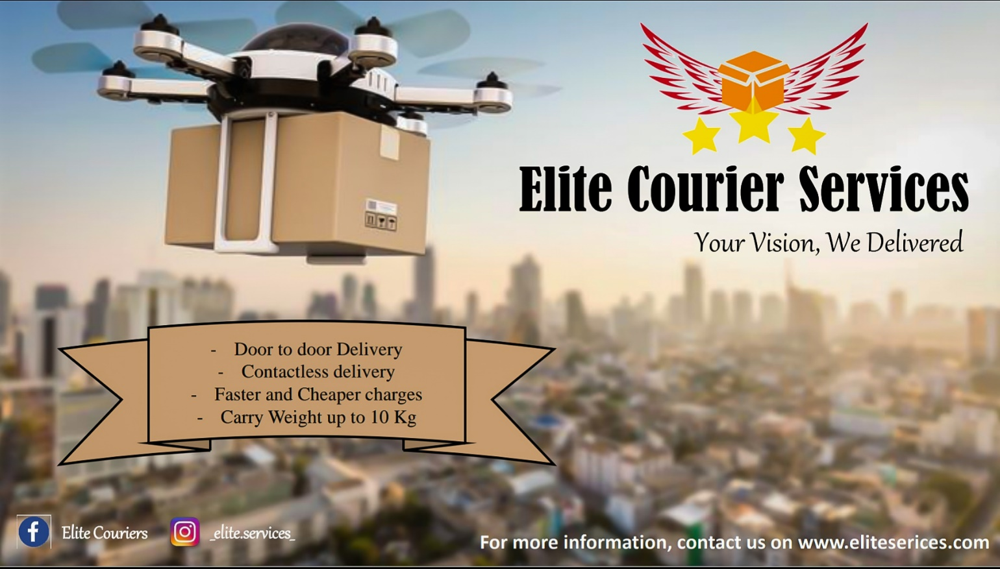 Elite Courier Services
Your Vision, We Delivered
- Door to door Delivery
- Contactless delivery
- Faster and Cheaper charges
- Carry Weight up to 10 Kg
Elite Couriers
_elite.services_
For more information, contact us on www.eliteserices.com